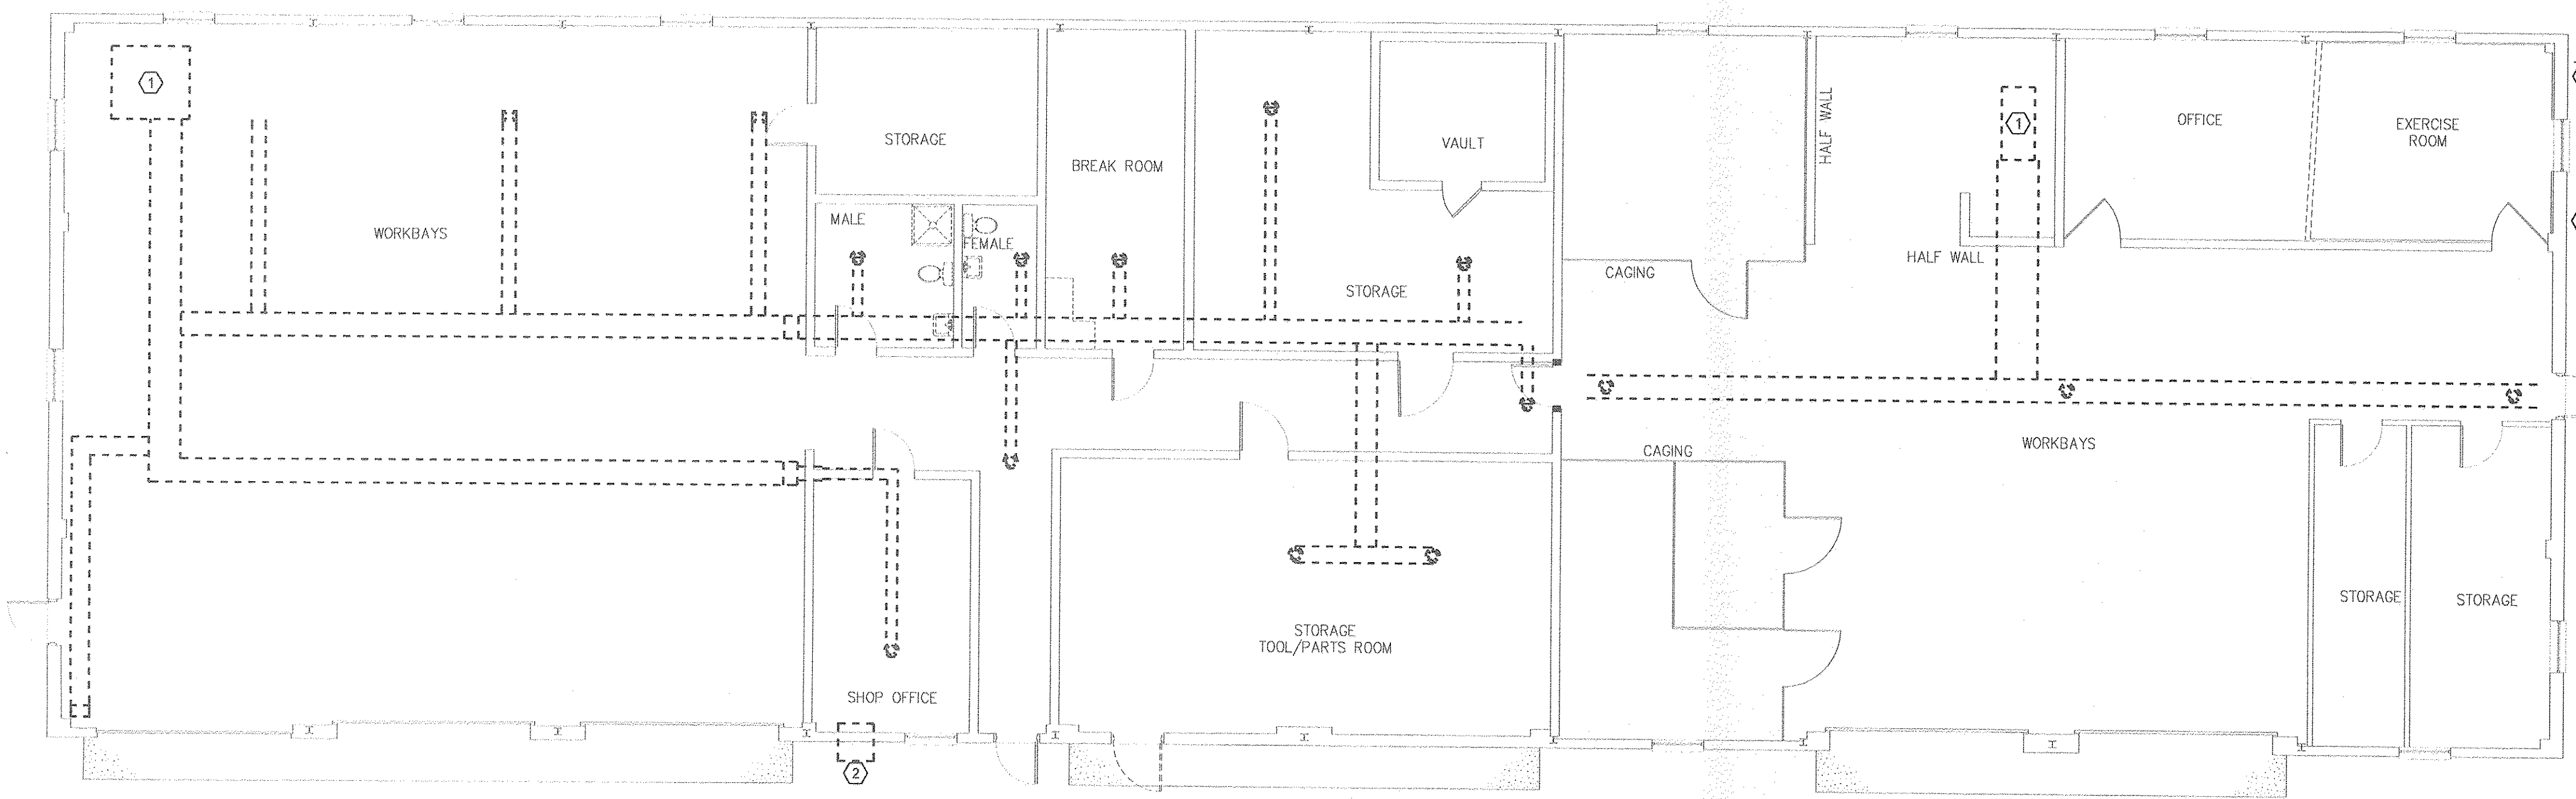 1
STORAGE
BREAK ROOM
VAULT
HALF WALL
1
OFFICE
EXERCISE
ROOM
WORKBAYS
MALE
FEMALE
STORAGE
CAGING
HALF WALL
CAGING
WORKBAYS
STORAGE
TOOL/PARTS ROOM
STORAGE
STORAGE
SHOP OFFICE
2